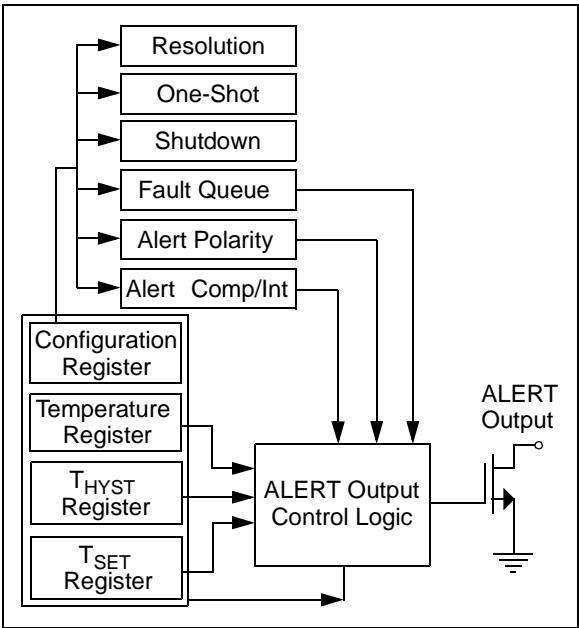 Resolution
One-Shot
Shutdown
Fault Queue
Alert Polarity
Alert Comp/Int
Configuration
Register
Temperature
Register
THYST
Register
TSET
Register
ALERT Output
Control Logic
ALERT
Output